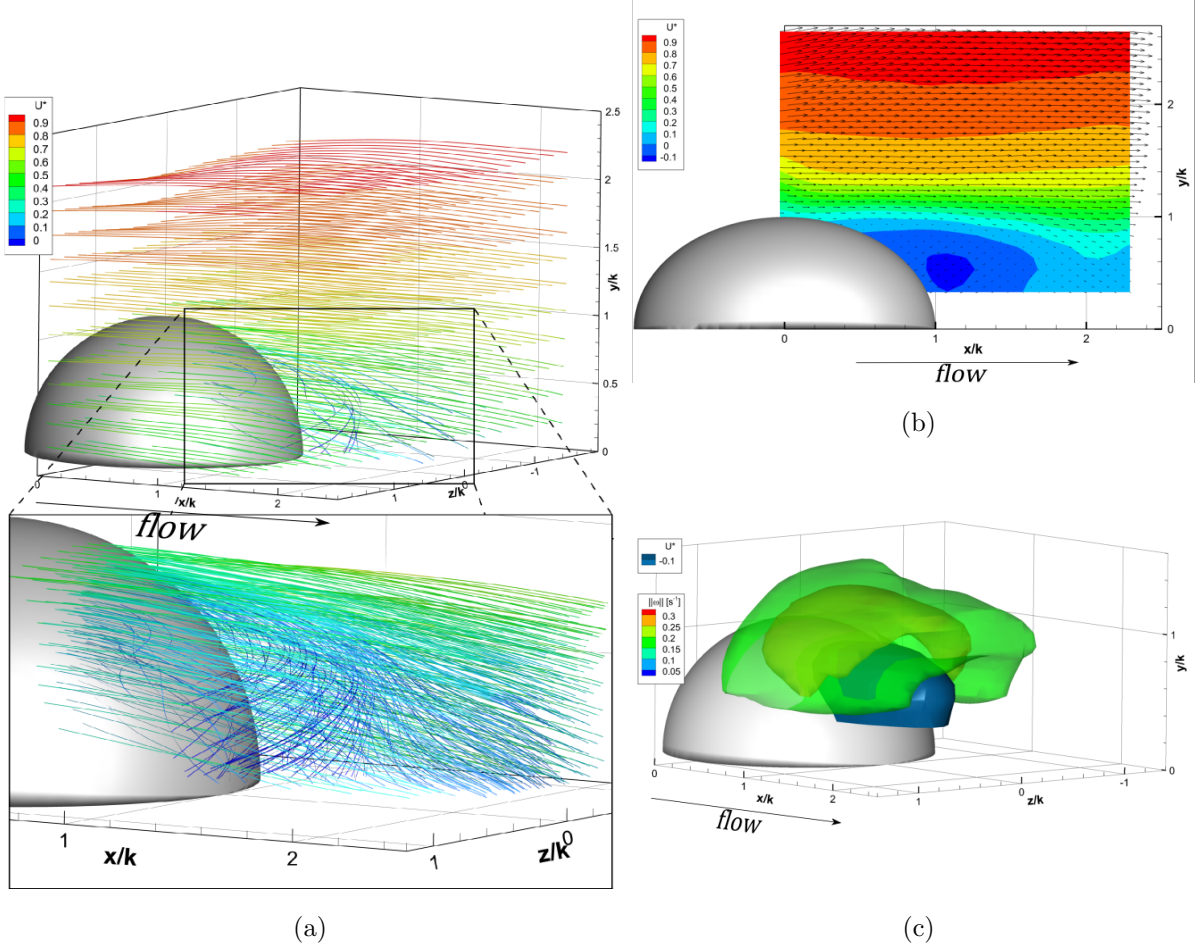 U*
0.9
0.8
0.7
0.6
0.5
0.4
0.3
0.2
0.1
0
2.5
2
1.5
1
0.5
0
y/k
0
1
2
x/k
1
0
-1
z/k
flow
1
2
x/k
1
0
z/k
(a)
U*
0.9
0.8
0.7
0.6
0.5
0.4
0.3
0.2
0.1
0
-0.1
2
1
0
y/k
0
1
2
x/k
flow
(b)
U*
-0.1
||ω|| [s⁻¹]
0.3
0.25
0.2
0.15
0.1
0.05
1
0
y/k
0
1
2
x/k
1
0
-1
z/k
flow
(c)